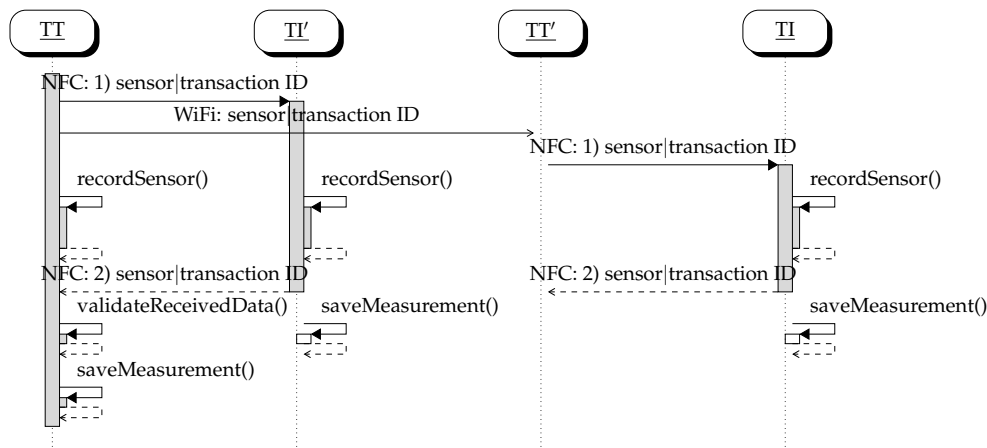 TT
TI′
TT′
TI
NFC: 1) sensor|transaction ID
WiFi: sensor|transaction ID
NFC: 1) sensor|transaction ID
recordSensor()
recordSensor()
recordSensor()
NFC: 2) sensor|transaction ID
NFC: 2) sensor|transaction ID
validateReceivedData()
saveMeasurement()
saveMeasurement()
saveMeasurement()